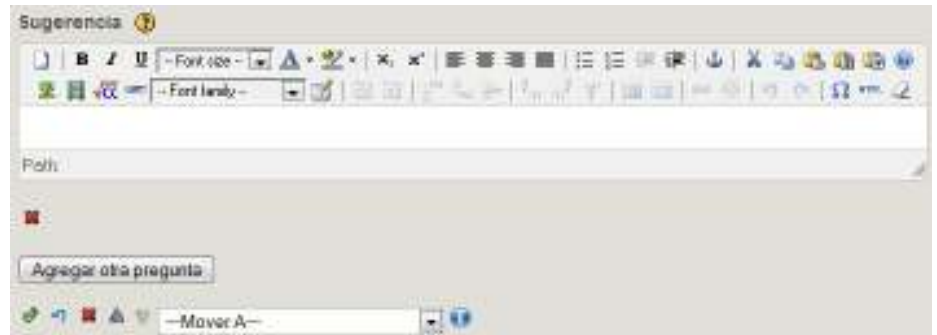 Sugerencia
B I U -- Font size -- A
-- Font family --
Path:
Agregar otra pregunta
---Mover A---